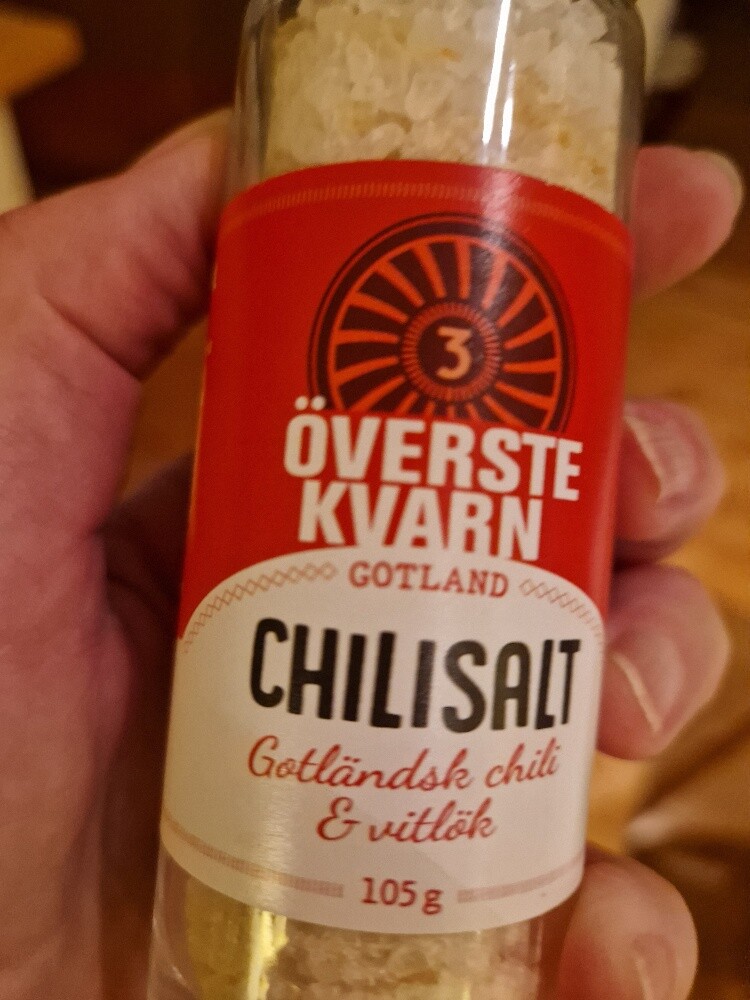 3
ÖVERSTE
KVARN
GOTLAND
CHILISALT
Gotländsk chili
& vitlök
105 g